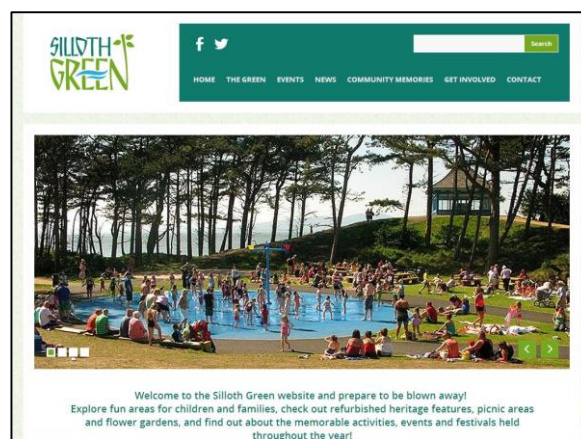 SILLOTH
GREEN
f
Search
HOME THE GREEN EVENTS NEWS COMMUNITY MEMORIES GET INVOLVED CONTACT
Welcome to the Silloth Green website and prepare to be blown away!
Explore fun areas for children and families, check out refurbished heritage features, picnic areas
and flower gardens, and find out about the memorable activities, events and festivals held
throughout the year!